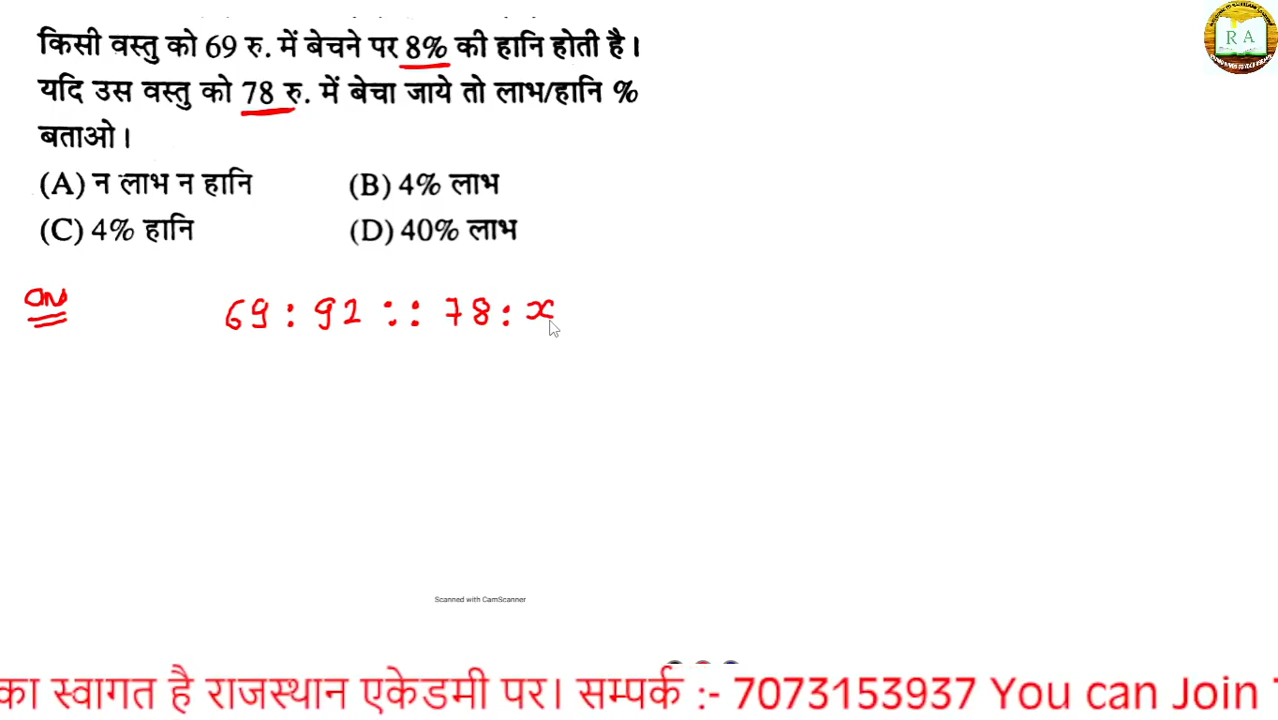 किसी वस्तु को 69 रु. में बेचने पर 8% की हानि होती है।
यदि उस वस्तु को 78 रु. में बेचा जाये तो लाभ/हानि %
बताओ।
(A) न लाभ न हानि (B) 4% लाभ
(C) 4% हानि (D) 40% लाभ
Ans
69 : 92 :: 78 : x
R A
Scanned with CamScanner
का स्वागत है राजस्थान एकेडमी पर। सम्पर्क :- 7073153937 You can Join